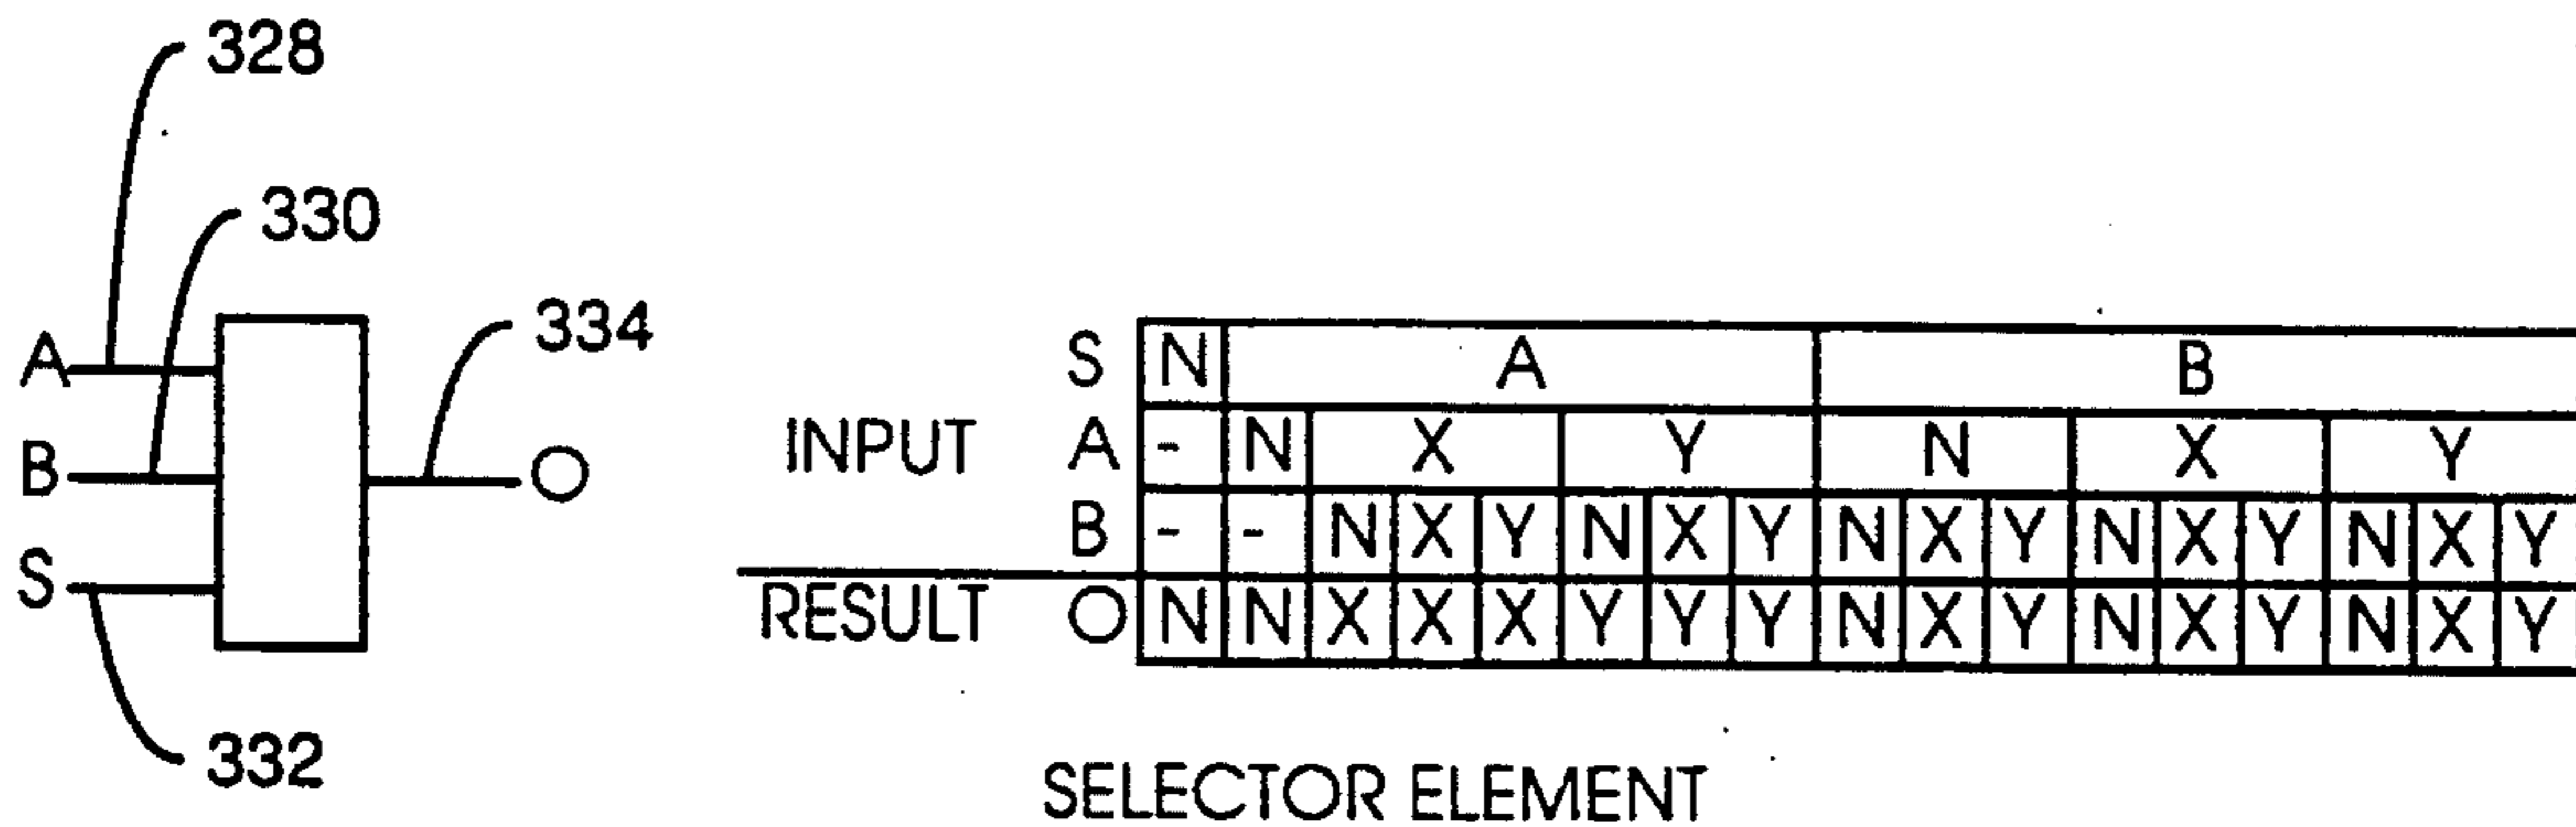 328
330
334
A
B
O
S
332
S N A B
INPUT A - N X Y N X Y
B - - N X Y N X Y N X Y N X Y N X Y
RESULT O N N X X X Y Y Y N X Y N X Y N X Y
SELECTOR ELEMENT